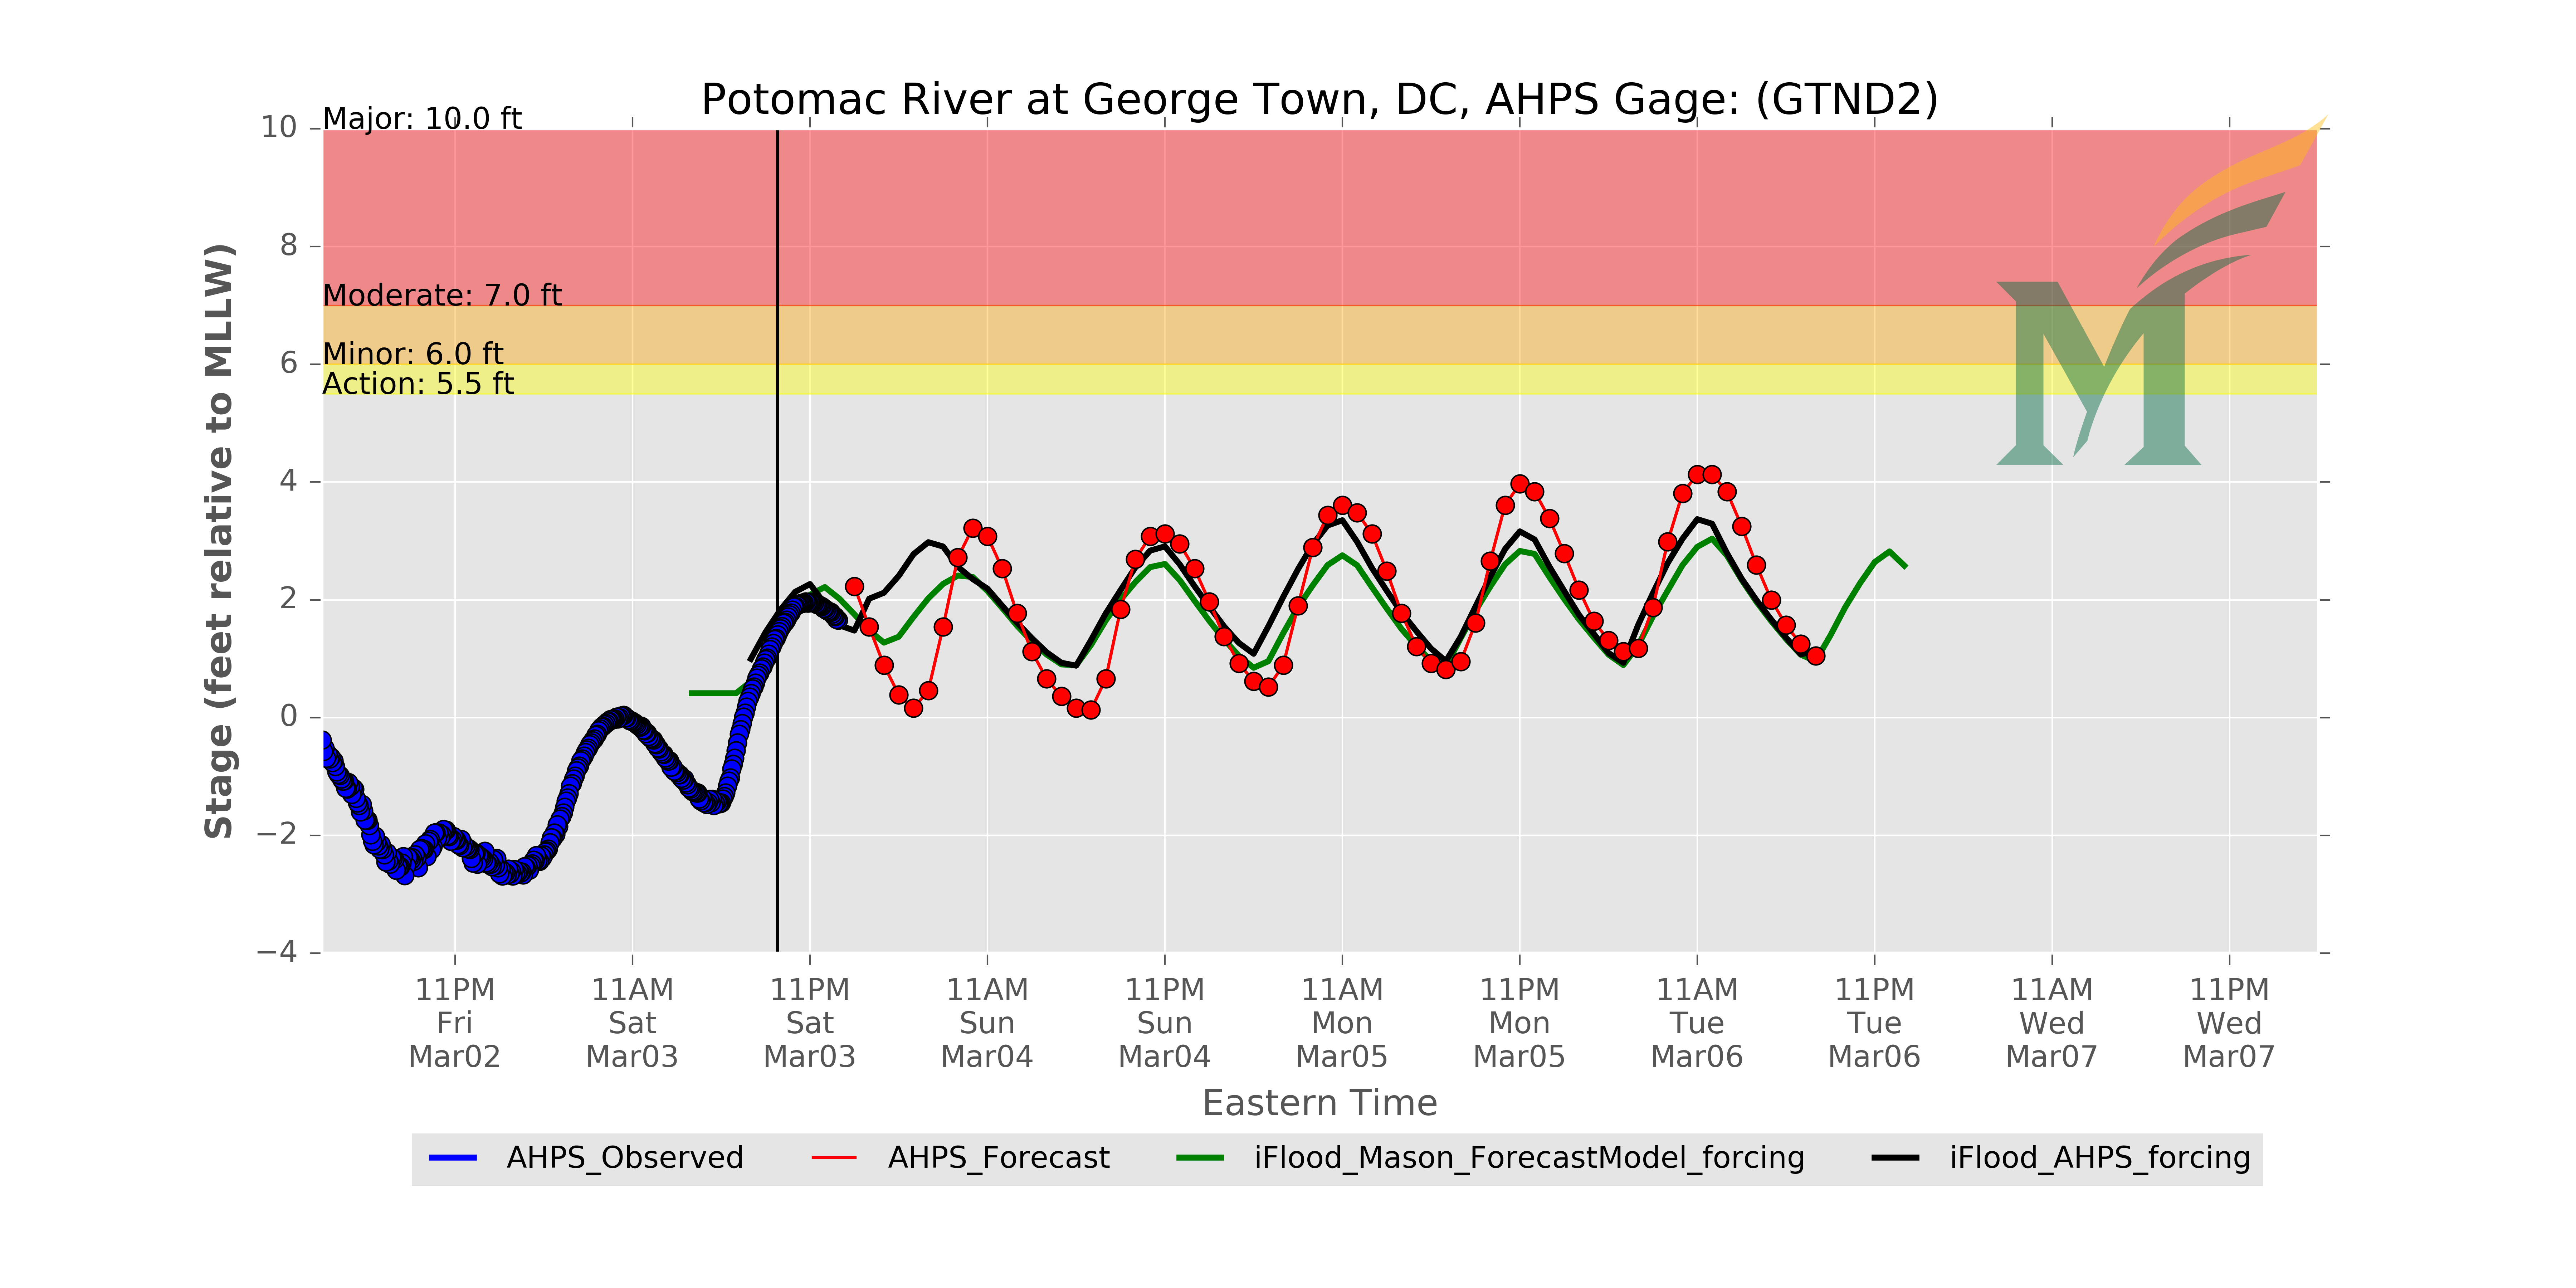 Potomac River at George Town, DC, AHPS Gage: (GTND2)
Major: 10.0 ft
Moderate: 7.0 ft
Minor: 6.0 ft
Action: 5.5 ft
Stage (feet relative to MLLW)
10
8
6
4
2
0
−2
−4
11PM
Fri
Mar02
11AM
Sat
Mar03
11PM
Sat
Mar03
11AM
Sun
Mar04
11PM
Sun
Mar04
11AM
Mon
Mar05
11PM
Mon
Mar05
11AM
Tue
Mar06
11PM
Tue
Mar06
11AM
Wed
Mar07
11PM
Wed
Mar07
Eastern Time
AHPS_Observed
AHPS_Forecast
iFlood_Mason_ForecastModel_forcing
iFlood_AHPS_forcing
M